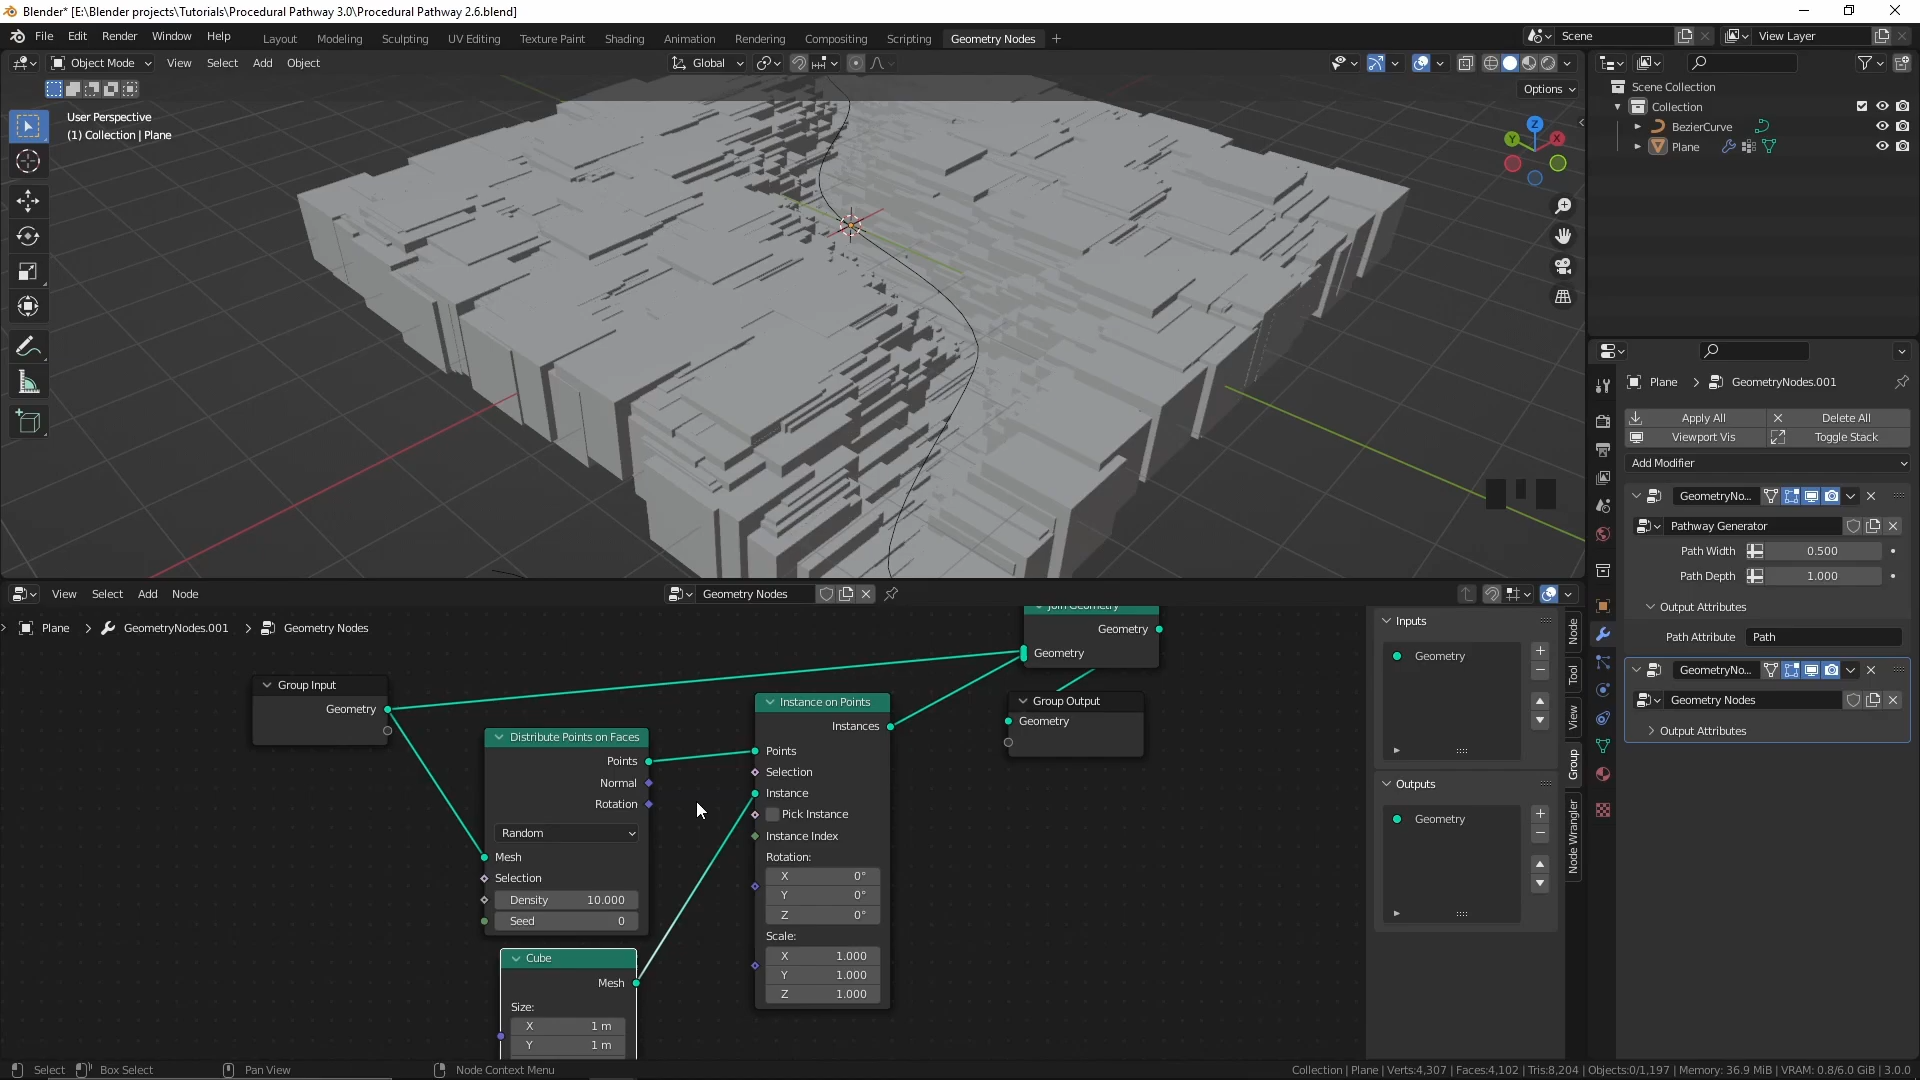 Blender* [E:\Blender projects\Tutorials\Procedural Pathway 3.0\Procedural Pathway 2.6.blend]
File Edit Render Window Help Layout Modeling Sculpting UV Editing Texture Paint Shading Animation Rendering Compositing Scripting Geometry Nodes + Scene View Layer
Object Mode View Select Add Object Global
Options
User Perspective
(1) Collection | Plane
Z
Y X
Scene Collection
Collection
BezierCurve
Plane
Plane > GeometryNodes.001
Apply All Delete All
Viewport Vis Toggle Stack
Add Modifier
GeometryNo...
Pathway Generator
Path Width 0.500
Path Depth 1.000
Output Attributes
Path Attribute Path
GeometryNo...
Geometry Nodes
Output Attributes
View Select Add Node Geometry Nodes
Plane > GeometryNodes.001 > Geometry Nodes
Group Input
Geometry
Distribute Points on Faces
Points
Normal
Rotation
Random
Mesh
Selection
Density 10.000
Seed 0
Cube
Mesh
Size:
X 1 m
Y 1 m
Instance on Points
Instances
Points
Selection
Instance
Pick Instance
Instance Index
Rotation:
X 0°
Y 0°
Z 0°
Scale:
X 1.000
Y 1.000
Z 1.000
Join Geometry
Geometry
Geometry
Group Output
Geometry
Inputs
Geometry
Outputs
Geometry
Node
Tool
View
Group
Node Wrangler
Select Box Select Pan View Node Context Menu Collection | Plane | Verts:4,307 | Faces:4,102 | Tris:8,204 | Objects:0/1,197 | Memory: 36.9 MiB | VRAM: 0.8/6.0 GiB | 3.0.0